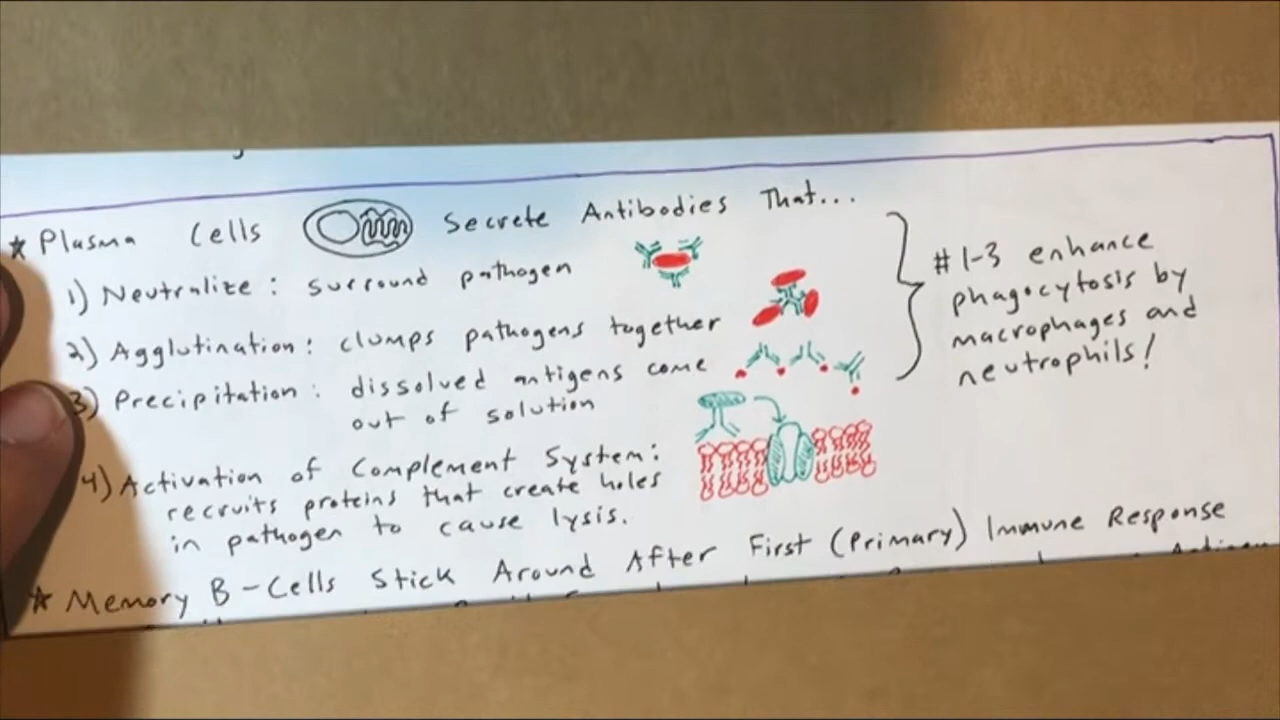 ★ Plasma Cells Secrete Antibodies That...
1) Neutralize: surround pathogen
2) Agglutination: clumps pathogens together
3) Precipitation: dissolved antigens come
out of solution
4) Activation of Complement System:
recruits proteins that create holes
in pathogen to cause lysis.
#1-3 enhance
phagocytosis by
macrophages and
neutrophils!
★ Memory B-Cells Stick Around After First (Primary) Immune Response